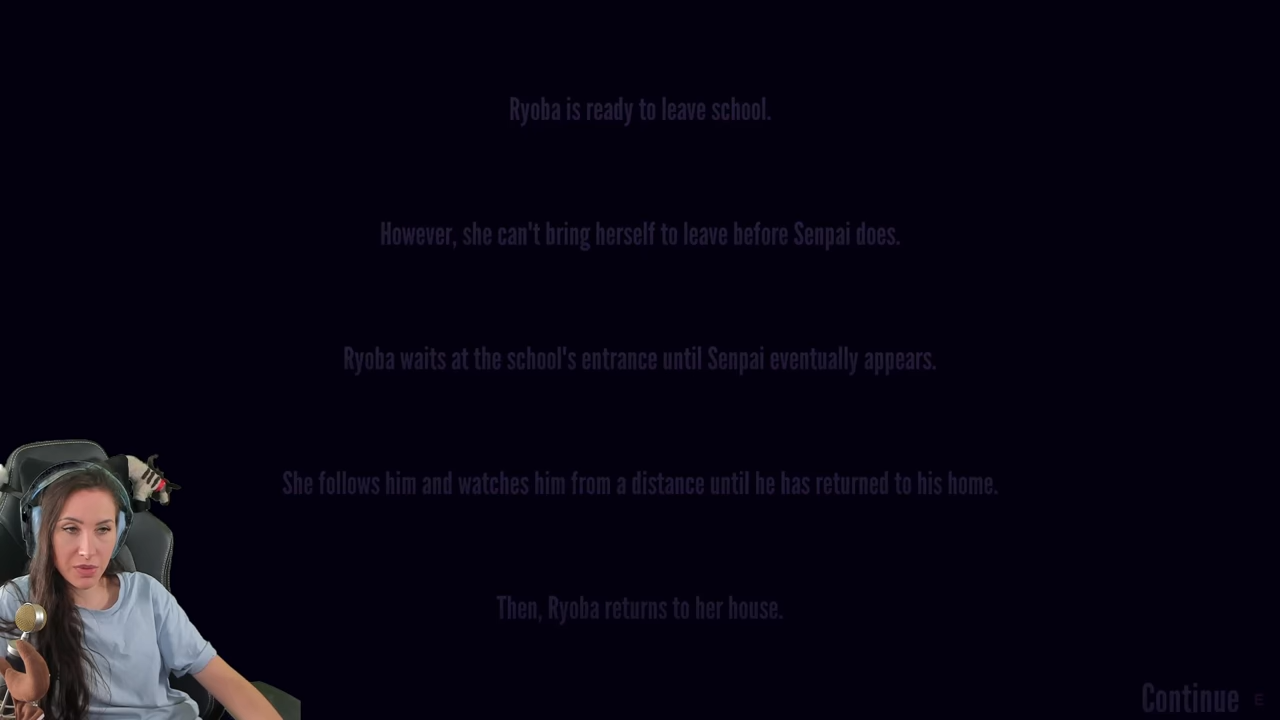 Ryoba is ready to leave school.
However, she can't bring herself to leave before Senpai does.
Ryoba waits at the school's entrance until Senpai eventually appears.
She follows him and watches him from a distance until he has returned to his home.
Then, Ryoba returns to her house.
Continue E